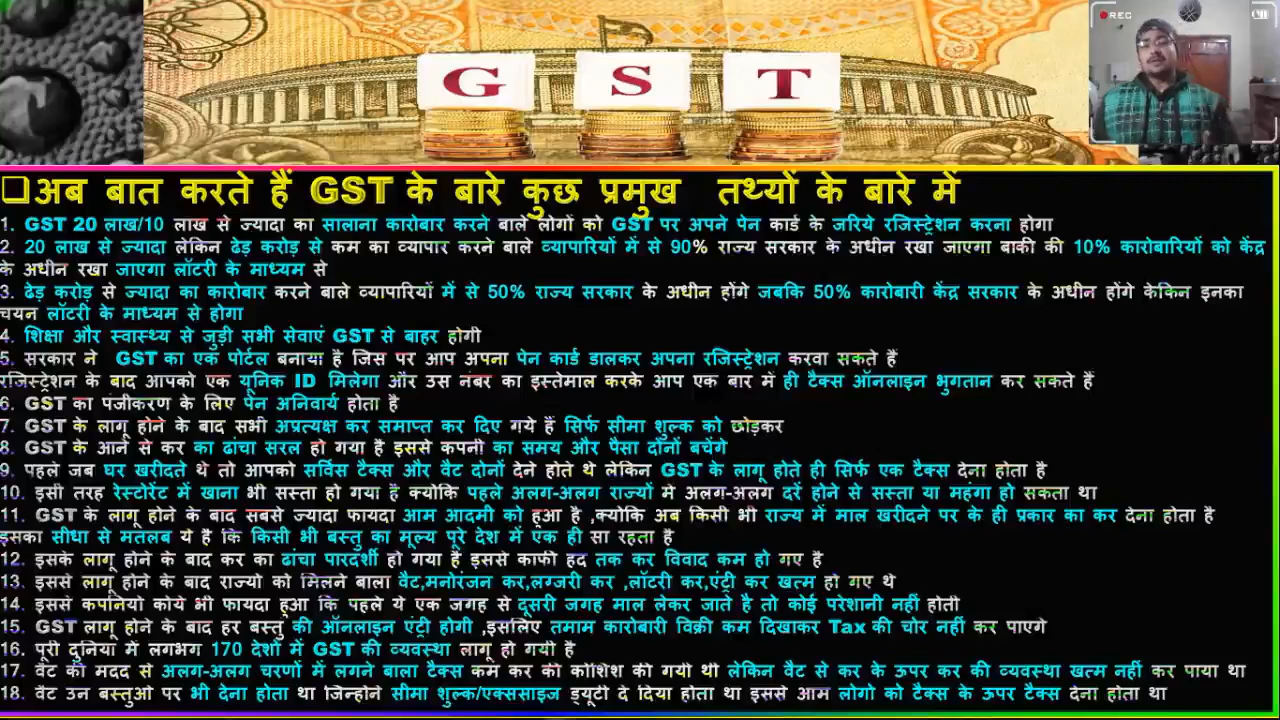 REC
G S T
❑अब बात करते हैं GST के बारे कुछ प्रमुख तथ्यों के बारे में
1. GST 20 लाख/10 लाख से ज्यादा का सालाना कारोबार करने बाले लोगों को GST पर अपने पेन कार्ड के जरिये रजिस्ट्रेशन करना होगा
2. 20 लाख से ज्यादा लेकिन ढेड़ करोड़ से कम का व्यापार करने बाले व्यापारियों में से 90% राज्य सरकार के अधीन रखा जाएगा बाकी की 10% कारोबारियों को केंद्र
के अधीन रखा जाएगा लॉटरी के माध्यम से
3. ढेड़ करोड़ से ज्यादा का कारोबार करने बाले व्यापारियों में से 50% राज्य सरकार के अधीन होंगे जबकि 50% कारोबारी केंद्र सरकार के अधीन होंगे केकिन इनका
चयन लॉटरी के माध्यम से होगा
4. शिक्षा और स्वास्थ्य से जुड़ी सभी सेवाएं GST से बाहर होगी
5. सरकार ने GST का एक पोर्टल बनाया है जिस पर आप अपना पेन कार्ड डालकर अपना रजिस्ट्रेशन करवा सकते हैं
रजिस्ट्रेशन के बाद आपको एक यूनिक ID मिलेगा और उस नंबर का इस्तेमाल करके आप एक बार में ही टैक्स ऑनलाइन भुगतान कर सकते हैं
6. GST का पंजीकरण के लिए पेन अनिवार्य होता है
7. GST के लागू होने के बाद सभी अप्रत्यक्ष कर समाप्त कर दिए गये हैं सिर्फ सीमा शुल्क को छोड़कर
8. GST के आने से कर का ढांचा सरल हो गया है इससे कंपनी का समय और पैसा दोनों बचेंगे
9. पहले जब घर खरीदते थे तो आपको सर्विस टैक्स और वैट दोनों देने होते थे लेकिन GST के लागू होते ही सिर्फ एक टैक्स देना होता है
10. इसी तरह रेस्टोरेंट में खाना भी सस्ता हो गया है क्योंकि पहले अलग-अलग राज्यों मे अलग-अलग दरें होने से सस्ता या महंगा हो सकता था
11. GST के लागू होने के बाद सबसे ज्यादा फायदा आम आदमी को हुआ है ,क्योंकि अब किसी भी राज्य में माल खरीदने पर के ही प्रकार का कर देना होता है
इसका सीधा से मतलब ये है कि किसी भी बस्तु का मूल्य पूरे देश में एक ही सा रहता है
12. इसके लागू होने के बाद कर का ढांचा पारदर्शी हो गया है इससे काफी हद तक कर विवाद कम हो गए है
13. इससे लागू होने के बाद राज्यो को मिलने बाला वैट,मनोरंजन कर,लग्जरी कर ,लॉटरी कर,एंट्री कर खत्म हो गए थे
14. इससे कंपनियो कोये भी फायदा हुआ कि पहले ये एक जगह से दूसरी जगह माल लेकर जाते है तो कोई परेशानी नहीं होती
15. GST लागू होने के बाद हर बस्तु की ऑनलाइन एंट्री होगी ,इसलिए तमाम कारोबारी विक्री कम दिखाकर Tax की चोर नहीं कर पाएगे
16. पूरी दुनिया में लगभग 170 देशों में GST की व्यवस्था लागू हो गयी है
17. वैट की मदद से अलग-अलग चरणों में लगने बाला टैक्स कम कर की कोशिश की गयी थी लेकिन वैट से कर के ऊपर कर की व्यवस्था खत्म नहीं कर पाया था
18. वैट उन बस्तुओ पर भी देना होता था जिन्होने सीमा शुल्क/एक्ससाइज ड्यूटी दे दिया होता था इससे आम लोगो को टैक्स के ऊपर टैक्स देना होता था